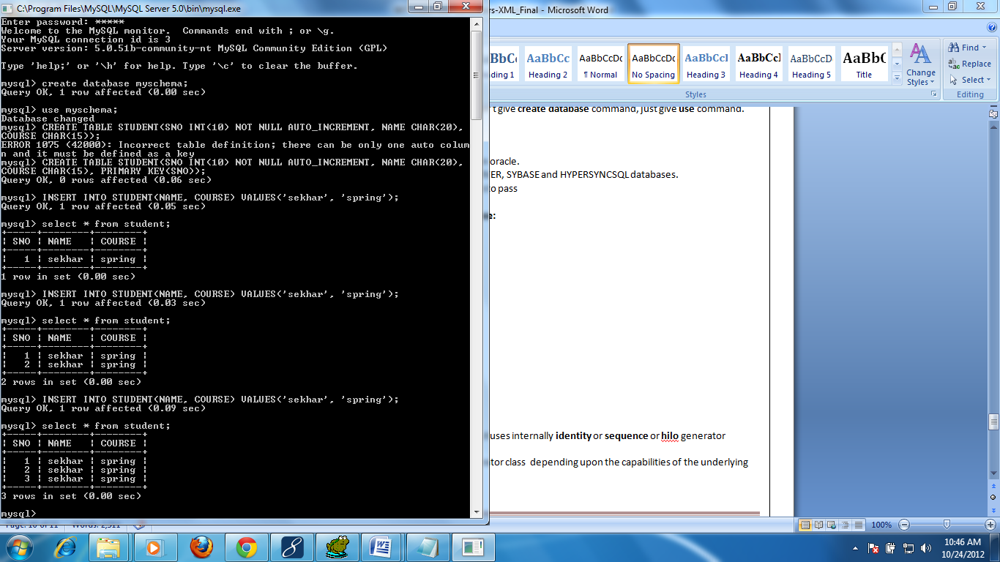 C:\Program Files\MySQL\MySQL Server 5.0\bin\mysql.exe
Enter password: *****
Welcome to the MySQL monitor.  Commands end with ; or \g.
Your MySQL connection id is 3
Server version: 5.0.51b-community-nt MySQL Community Edition (GPL)
Type 'help;' or '\h' for help. Type '\c' to clear the buffer.
mysql> create database myschema;
Query OK, 1 row affected (0.00 sec)
mysql> use myschema;
Database changed
mysql> CREATE TABLE STUDENT(SNO INT(10) NOT NULL AUTO_INCREMENT, NAME CHAR(20),
COURSE CHAR(15));
ERROR 1075 (42000): Incorrect table definition; there can be only one auto colum
n and it must be defined as a key
mysql> CREATE TABLE STUDENT(SNO INT(10) NOT NULL AUTO_INCREMENT, NAME CHAR(20),
COURSE CHAR(15), PRIMARY KEY(SNO));
Query OK, 0 rows affected (0.06 sec)
mysql> INSERT INTO STUDENT(NAME, COURSE) VALUES('sekhar', 'spring');
Query OK, 1 row affected (0.05 sec)
mysql> select * from student;
+-----+--------+--------+
| SNO | NAME   | COURSE |
+-----+--------+--------+
|   1 | sekhar | spring |
+-----+--------+--------+
1 row in set (0.00 sec)
mysql> INSERT INTO STUDENT(NAME, COURSE) VALUES('sekhar', 'spring');
Query OK, 1 row affected (0.03 sec)
mysql> select * from student;
+-----+--------+--------+
| SNO | NAME   | COURSE |
+-----+--------+--------+
|   1 | sekhar | spring |
|   2 | sekhar | spring |
+-----+--------+--------+
2 rows in set (0.00 sec)
mysql> INSERT INTO STUDENT(NAME, COURSE) VALUES('sekhar', 'spring');
Query OK, 1 row affected (0.09 sec)
mysql> select * from student;
+-----+--------+--------+
| SNO | NAME   | COURSE |
+-----+--------+--------+
|   1 | sekhar | spring |
|   2 | sekhar | spring |
|   3 | sekhar | spring |
+-----+--------+--------+
3 rows in set (0.00 sec)
mysql>
rs-XML_Final - Microsoft Word
AaBbCc AaBbCc AaBbCcDc AaBbCcDc AaBbCcI AaBbCcI AaBbCcD AaBbC
ding 1 Heading 2 ¶ Normal No Spacing Heading 3 Heading 4 Heading 5 Title
Change
Styles
Find
Replace
Select
Styles
Editing
't give create database command, just give use command.
oracle.
ER, SYBASE and HYPERSYNCSQL databases.
to pass
e:
uses internally identity or sequence or hilo generator
tor class  depending upon the capabilities of the underlying
100%
10:46 AM
10/24/2012